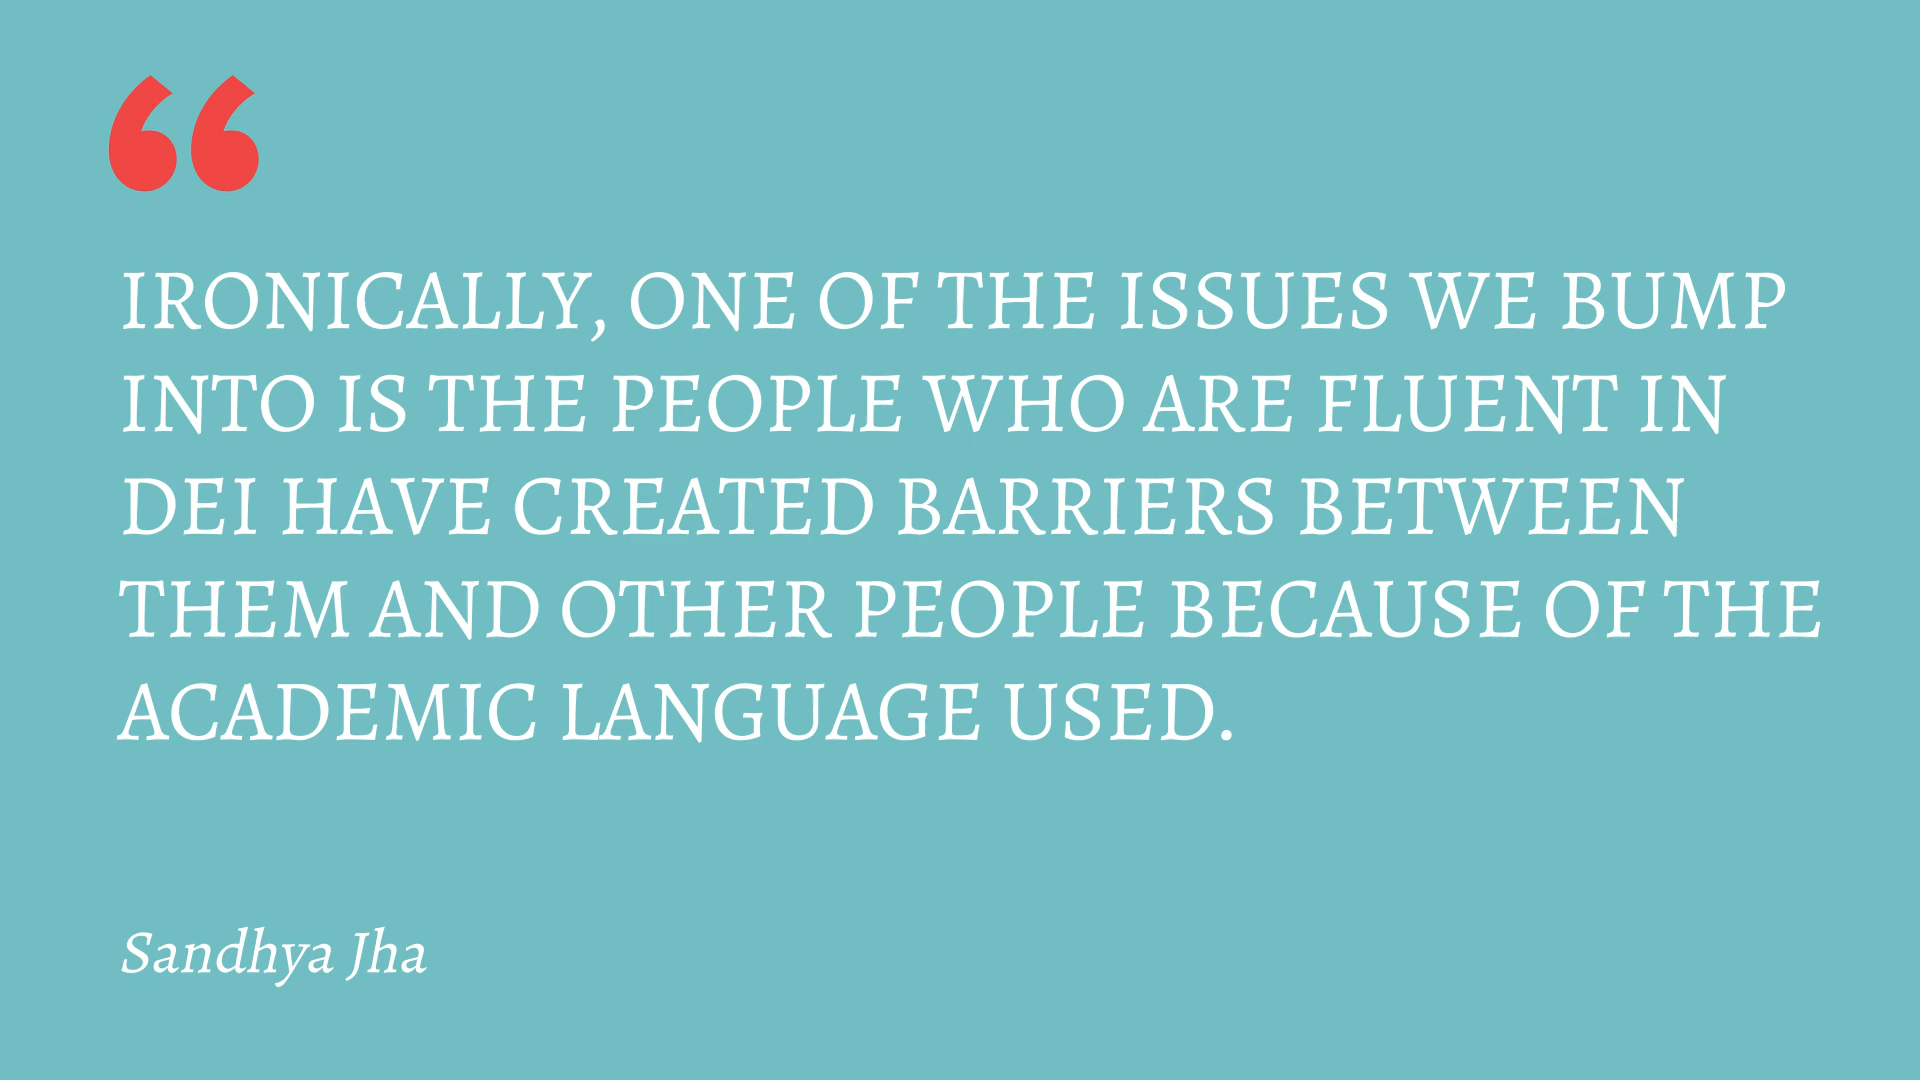 “
IRONICALLY, ONE OF THE ISSUES WE BUMP
INTO IS THE PEOPLE WHO ARE FLUENT IN
DEI HAVE CREATED BARRIERS BETWEEN
THEM AND OTHER PEOPLE BECAUSE OF THE
ACADEMIC LANGUAGE USED.
Sandhya Jha